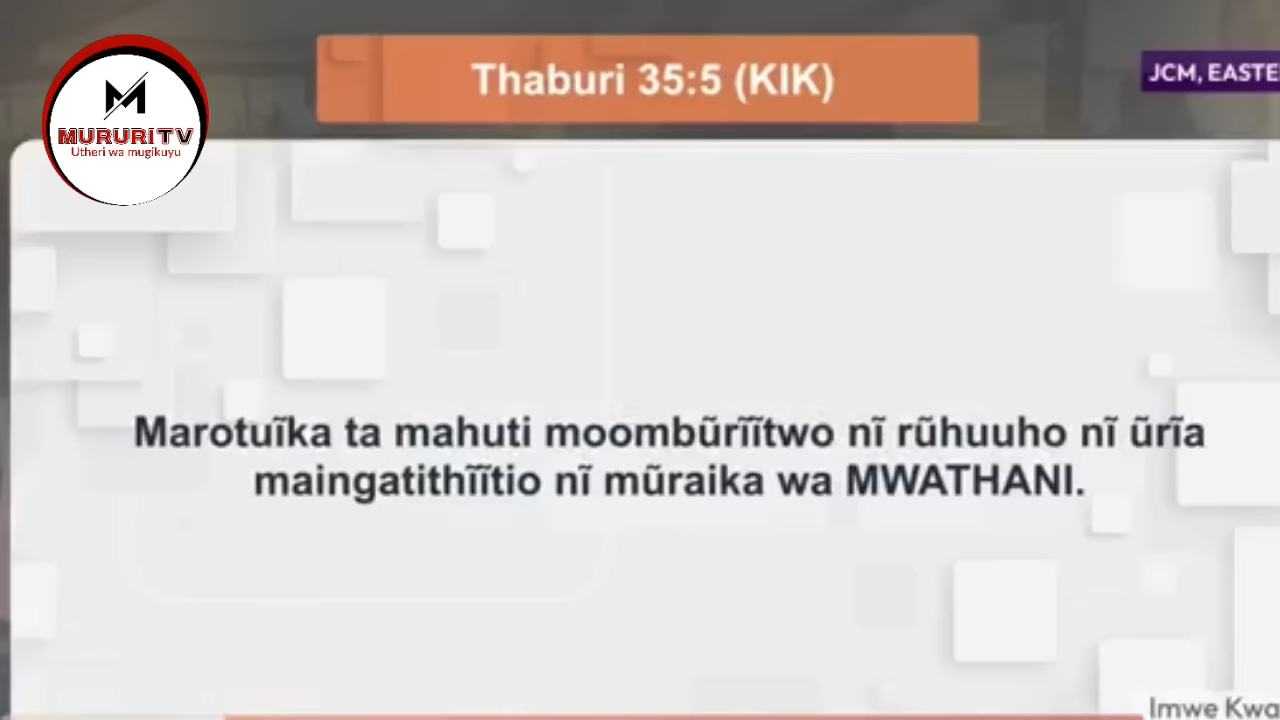 Thaburi 35:5 (KIK)
JCM, EASTE
MURURI TV
Utheri wa mugikuyu
Marotuĩka ta mahuti moombũrĩĩtwo nĩ rũhuuho nĩ ũrĩa
maingatithĩĩtio nĩ mũraika wa MWATHANI.
Imwe Kwa